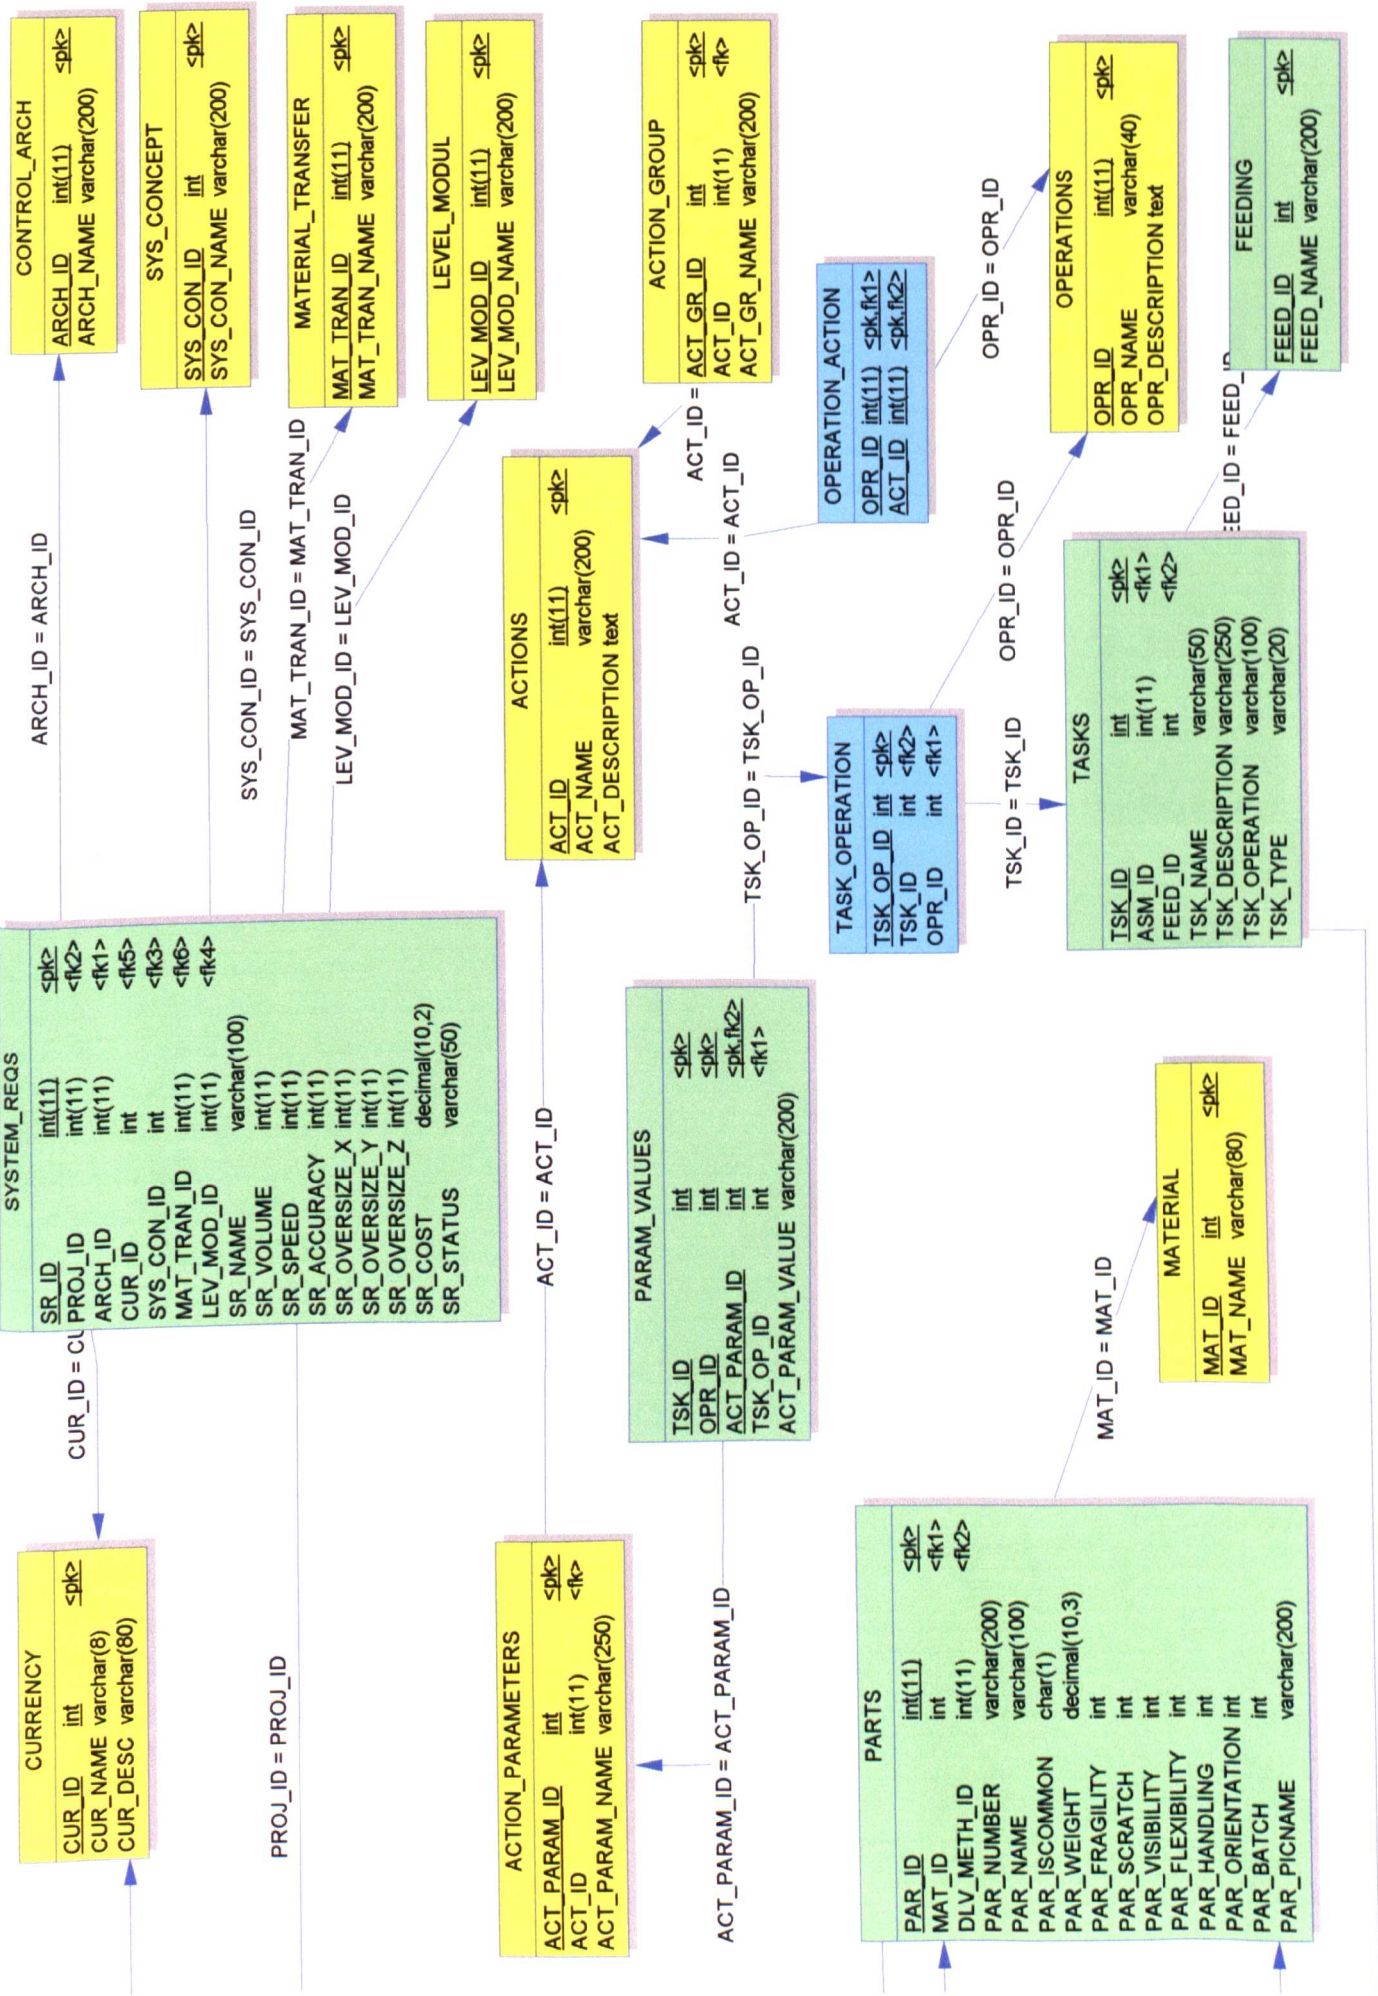 CURRENCY
CUR_ID int <pk>
CUR_NAME varchar(8)
CUR_DESC varchar(80)
CUR_ID = CU
SYSTEM_REQS
SR_ID int(11) <pk>
PROJ_ID int(11) <fk2>
ARCH_ID int(11) <fk1>
CUR_ID int <fk5>
SYS_CON_ID int <fk3>
MAT_TRAN_ID int(11) <fk6>
LEV_MOD_ID int(11) <fk4>
SR_NAME varchar(100)
SR_VOLUME int(11)
SR_SPEED int(11)
SR_ACCURACY int(11)
SR_OVERSIZE_X int(11)
SR_OVERSIZE_Y int(11)
SR_OVERSIZE_Z int(11)
SR_COST decimal(10,2)
SR_STATUS varchar(50)
ARCH_ID = ARCH_ID
CONTROL_ARCH
ARCH_ID int(11) <pk>
ARCH_NAME varchar(200)
SYS_CONCEPT
SYS_CON_ID int <pk>
SYS_CON_NAME varchar(200)
SYS_CON_ID = SYS_CON_ID
PROJ_ID = PROJ_ID
MAT_TRAN_ID = MAT_TRAN_ID
MATERIAL_TRANSFER
MAT_TRAN_ID int(11) <pk>
MAT_TRAN_NAME varchar(200)
LEV_MOD_ID = LEV_MOD_ID
LEVEL_MODUL
LEV_MOD_ID int(11) <pk>
LEV_MOD_NAME varchar(200)
ACTION_PARAMETERS
ACT_PARAM_ID int <pk>
ACT_ID int(11) <fk>
ACT_PARAM_NAME varchar(250)
ACT_ID = ACT_ID
ACTIONS
ACT_ID int(11) <pk>
ACT_NAME varchar(200)
ACT_DESCRIPTION text
ACTION_GROUP
ACT_GR_ID int <pk>
ACT_ID int(11) <fk>
ACT_GR_NAME varchar(200)
ACT_ID =
PARAM_VALUES
TSK_ID int <pk>
OPR_ID int <pk>
ACT_PARAM_ID int <pk,fk2>
TSK_OP_ID int <fk1>
ACT_PARAM_VALUE varchar(200)
ACT_PARAM_ID = ACT_PARAM_ID
ACT_ID = ACT_ID
TSK_OP_ID = TSK_OP_ID
OPERATION_ACTION
OPR_ID int(11) <pk,fk1>
ACT_ID int(11) <pk,fk2>
TASK_OPERATION
TSK_OP_ID int <pk>
TSK_ID int <fk2>
OPR_ID int <fk1>
OPR_ID = OPR_ID
OPR_ID = OPR_ID
TSK_ID = TSK_ID
OPERATIONS
OPR_ID int(11) <pk>
OPR_NAME varchar(40)
OPR_DESCRIPTION text
PARTS
PAR_ID int(11) <pk>
MAT_ID int <fk1>
DLV_METH_ID int(11) <fk2>
PAR_NUMBER varchar(200)
PAR_NAME varchar(100)
PAR_ISCOMMON char(1)
PAR_WEIGHT decimal(10,3)
PAR_FRAGILITY int
PAR_SCRATCH int
PAR_VISIBILITY int
PAR_FLEXIBILITY int
PAR_HANDLING int
PAR_ORIENTATION int
PAR_BATCH int
PAR_PICNAME varchar(200)
MAT_ID = MAT_ID
MATERIAL
MAT_ID int <pk>
MAT_NAME varchar(80)
TASKS
TSK_ID int <pk>
ASM_ID int(11) <fk1>
FEED_ID int <fk2>
TSK_NAME varchar(50)
TSK_DESCRIPTION varchar(250)
TSK_OPERATION varchar(100)
TSK_TYPE varchar(20)
EED_ID = FEED_ID
FEEDING
FEED_ID int <pk>
FEED_NAME varchar(200)